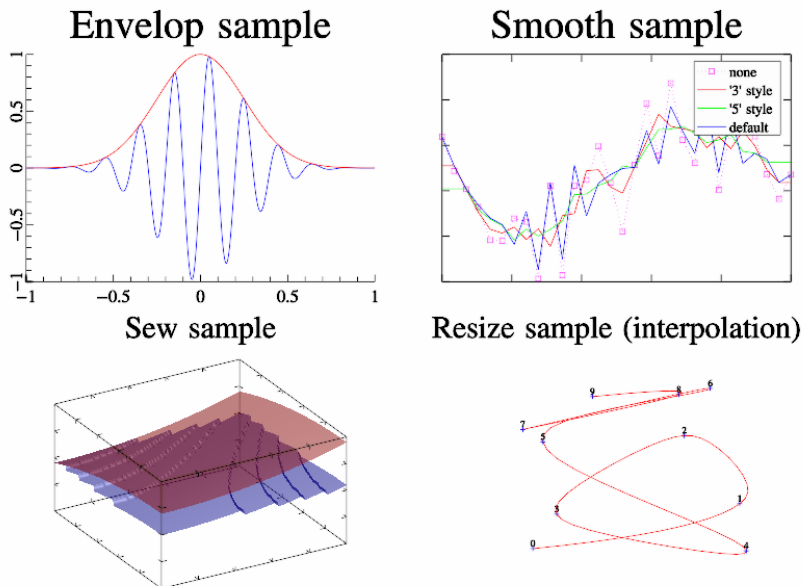 Envelop sample
Smooth sample
1
0.5
0
−0.5
−1
−1
−0.5
0
0.5
1
none
'3' style
'5' style
default
Sew sample
Resize sample (interpolation)
9
8
6
7
5
2
1
3
0
4